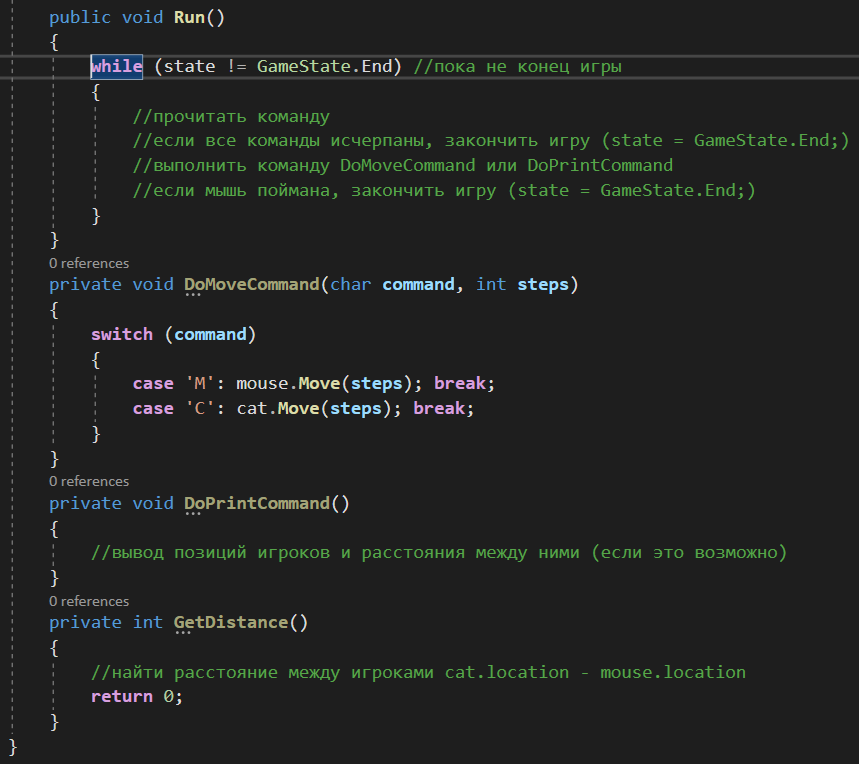 public void Run()
{
while (state != GameState.End) //пока не конец игры
{
//прочитать команду
//если все команды исчерпаны, закончить игру (state = GameState.End;)
//выполнить команду DoMoveCommand или DoPrintCommand
//если мышь поймана, закончить игру (state = GameState.End;)
}
}
0 references
private void DoMoveCommand(char command, int steps)
{
switch (command)
{
case 'M': mouse.Move(steps); break;
case 'C': cat.Move(steps); break;
}
}
0 references
private void DoPrintCommand()
{
//вывод позиций игроков и расстояния между ними (если это возможно)
}
0 references
private int GetDistance()
{
//найти расстояние между игроками cat.location - mouse.location
return 0;
}
}